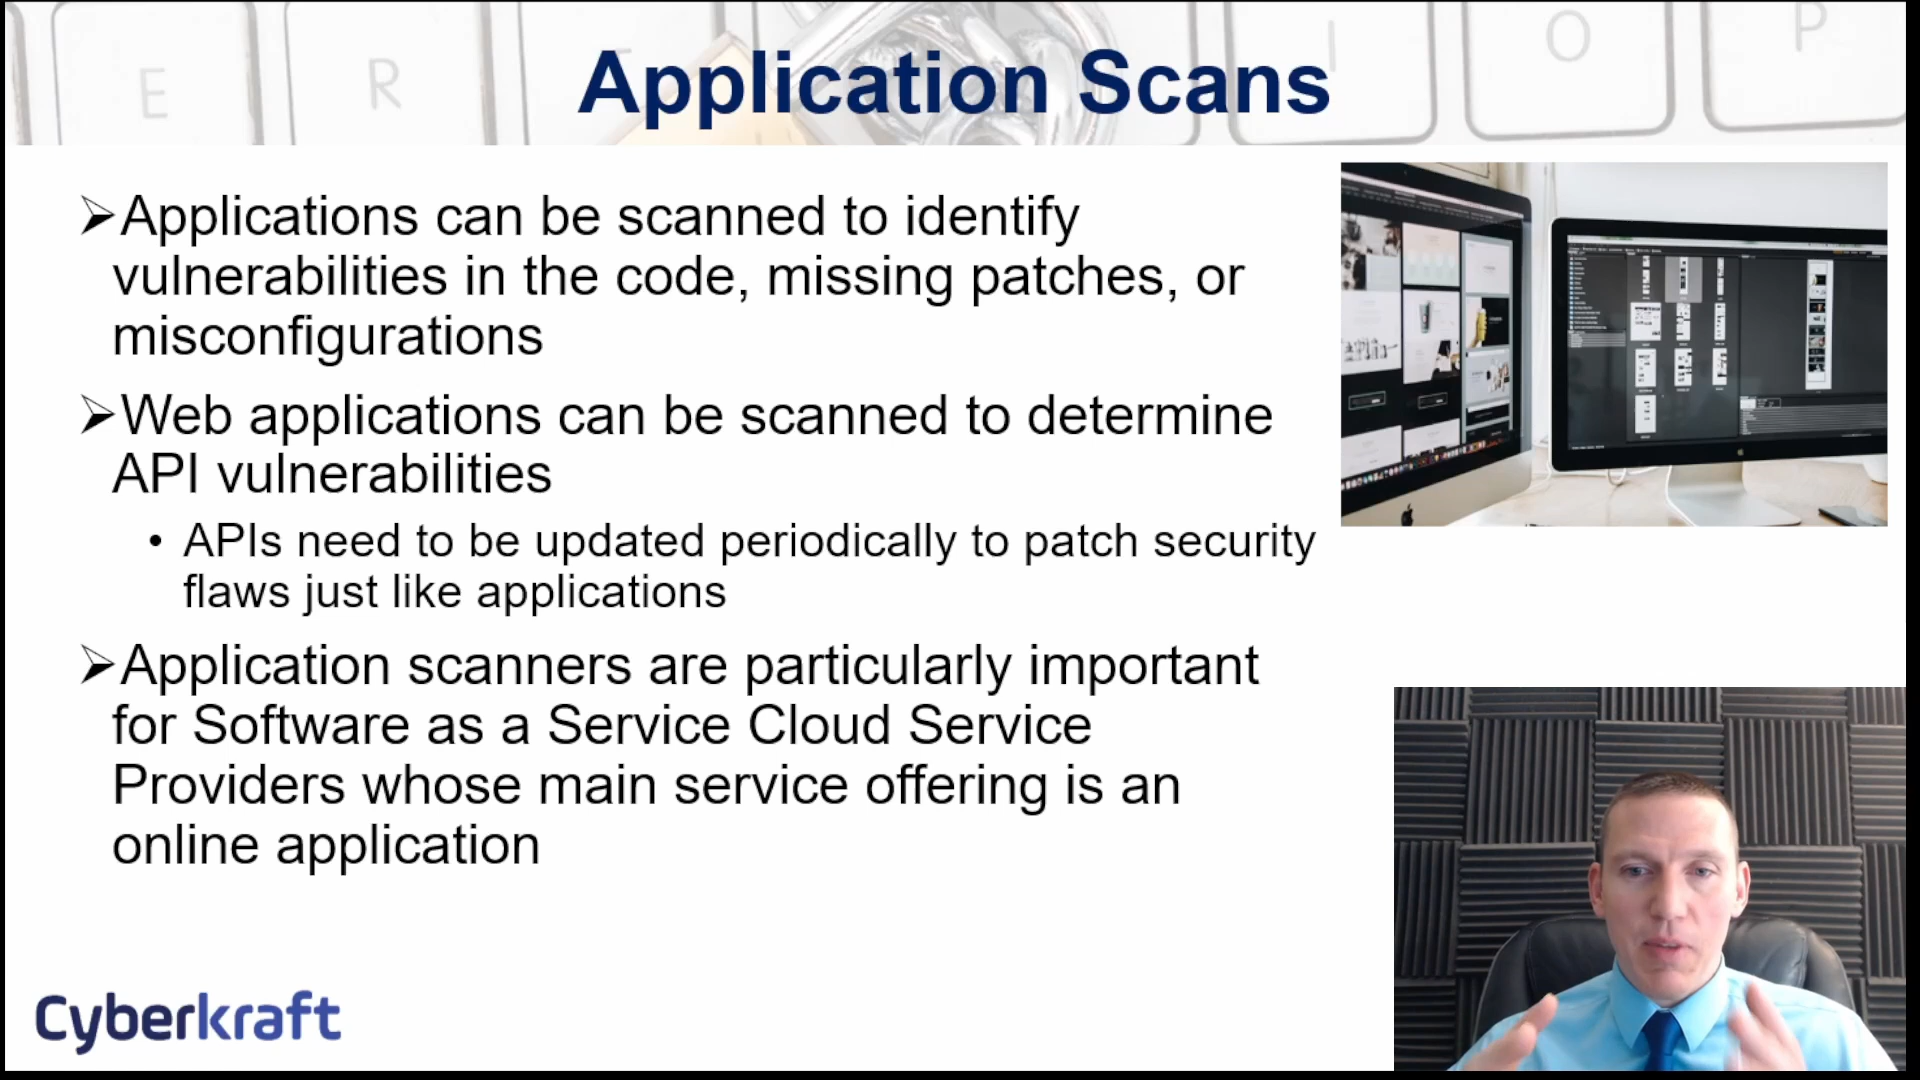 E R I O P
Application Scans
➢Applications can be scanned to identify
vulnerabilities in the code, missing patches, or
misconfigurations
➢Web applications can be scanned to determine
API vulnerabilities
• APIs need to be updated periodically to patch security
flaws just like applications
➢Application scanners are particularly important
for Software as a Service Cloud Service
Providers whose main service offering is an
online application
Cyberkraft